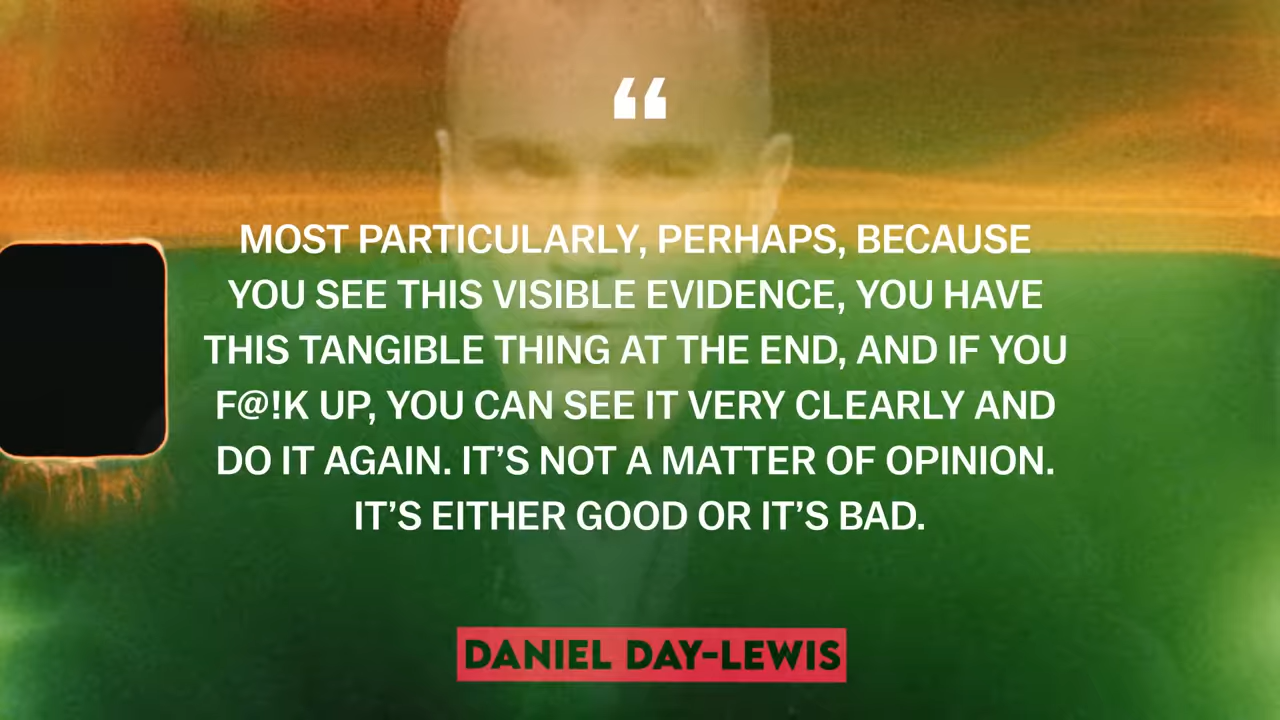 “
MOST PARTICULARLY, PERHAPS, BECAUSE
YOU SEE THIS VISIBLE EVIDENCE, YOU HAVE
THIS TANGIBLE THING AT THE END, AND IF YOU
F@!K UP, YOU CAN SEE IT VERY CLEARLY AND
DO IT AGAIN. IT’S NOT A MATTER OF OPINION.
IT’S EITHER GOOD OR IT’S BAD.
DANIEL DAY-LEWIS